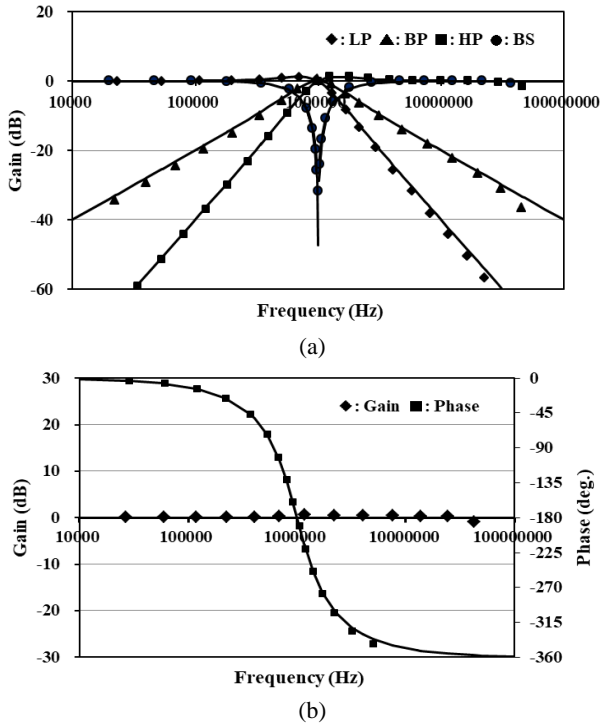 (a)
◆: LP ▲: BP ■: HP ●: BS
20
0
-20
-40
-60
Gain (dB)
10000 100000 1000000 10000000 100000000
Frequency (Hz)
(a)
◆: Gain ■: Phase
30
20
10
0
-10
-20
-30
Gain (dB)
10000 100000 1000000 10000000 100000000
0
-45
-90
-135
-180
-225
-270
-315
-360
Phase (deg.)
Frequency (Hz)
(b)